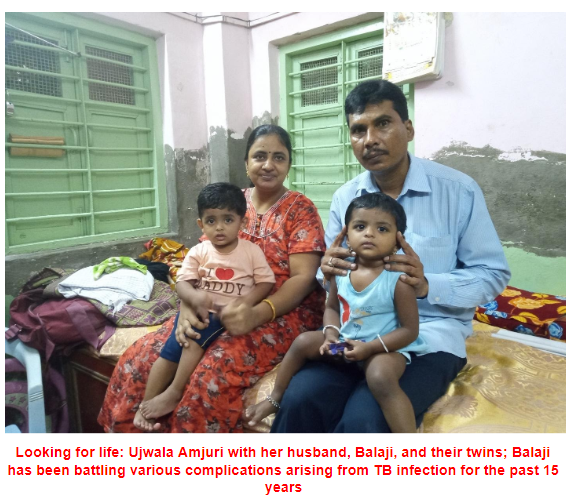 I ❤ DADDY
Looking for life: Ujwala Amjuri with her husband, Balaji, and their twins; Balaji
has been battling various complications arising from TB infection for the past 15
years